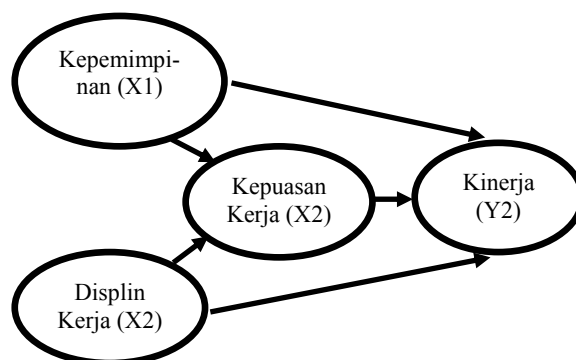 Kepemimpi-
nan (X1)
Kepuasan
Kerja (X2)
Kinerja
(Y2)
Displin
Kerja (X2)